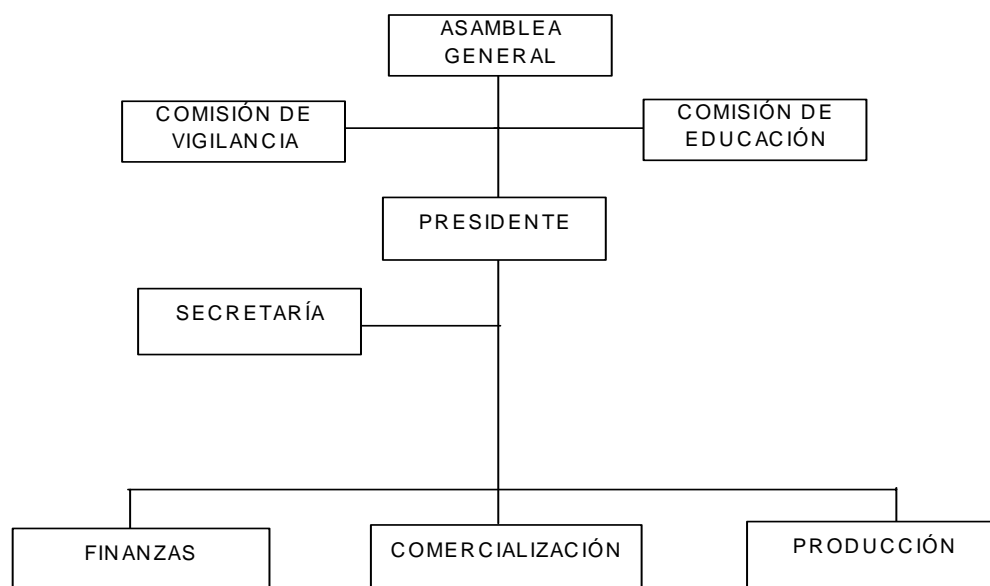 ASAMBLEA
GENERAL
COMISIÓN DE
VIGILANCIA
COMISIÓN DE
EDUCACIÓN
PRESIDENTE
SECRETARÍA
FINANZAS
COMERCIALIZACIÓN
PRODUCCIÓN